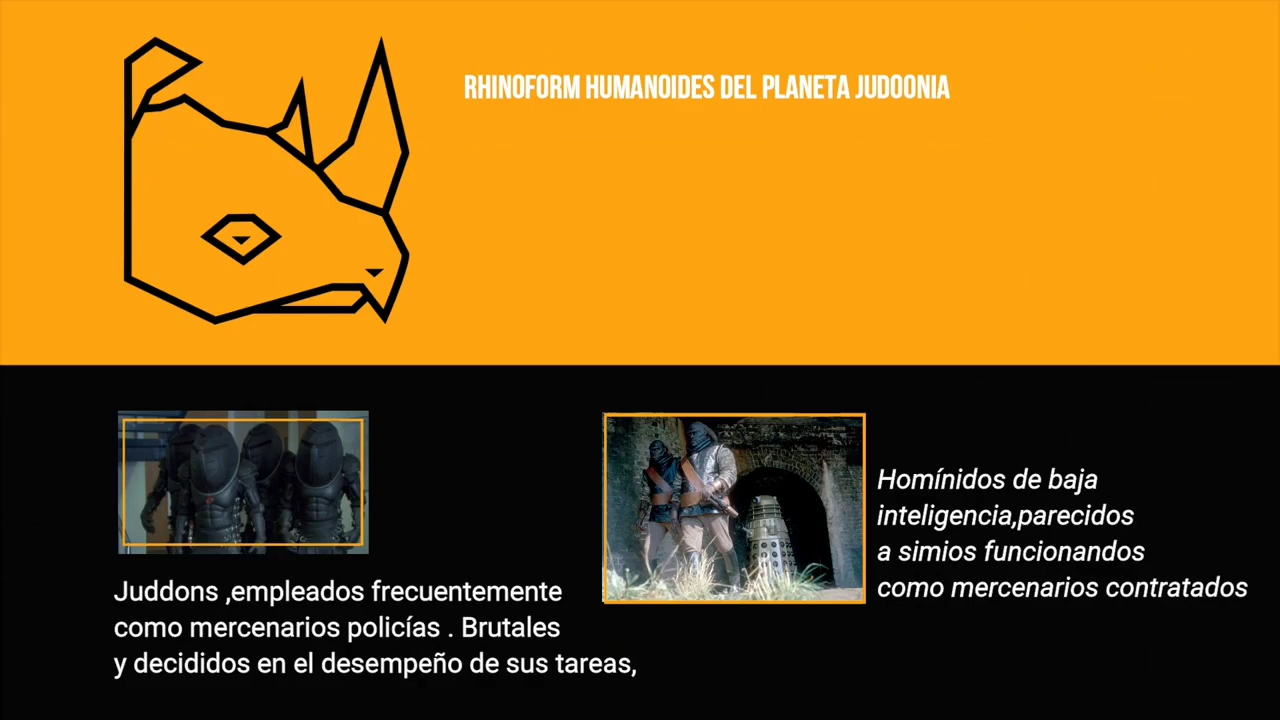 RHINOFORM HUMANOIDES DEL PLANETA JUDOONIA
Juddons ,empleados frecuentemente
como mercenarios policías . Brutales
y decididos en el desempeño de sus tareas,
Homínidos de baja
inteligencia,parecidos
a simios funcionandos
como mercenarios contratados